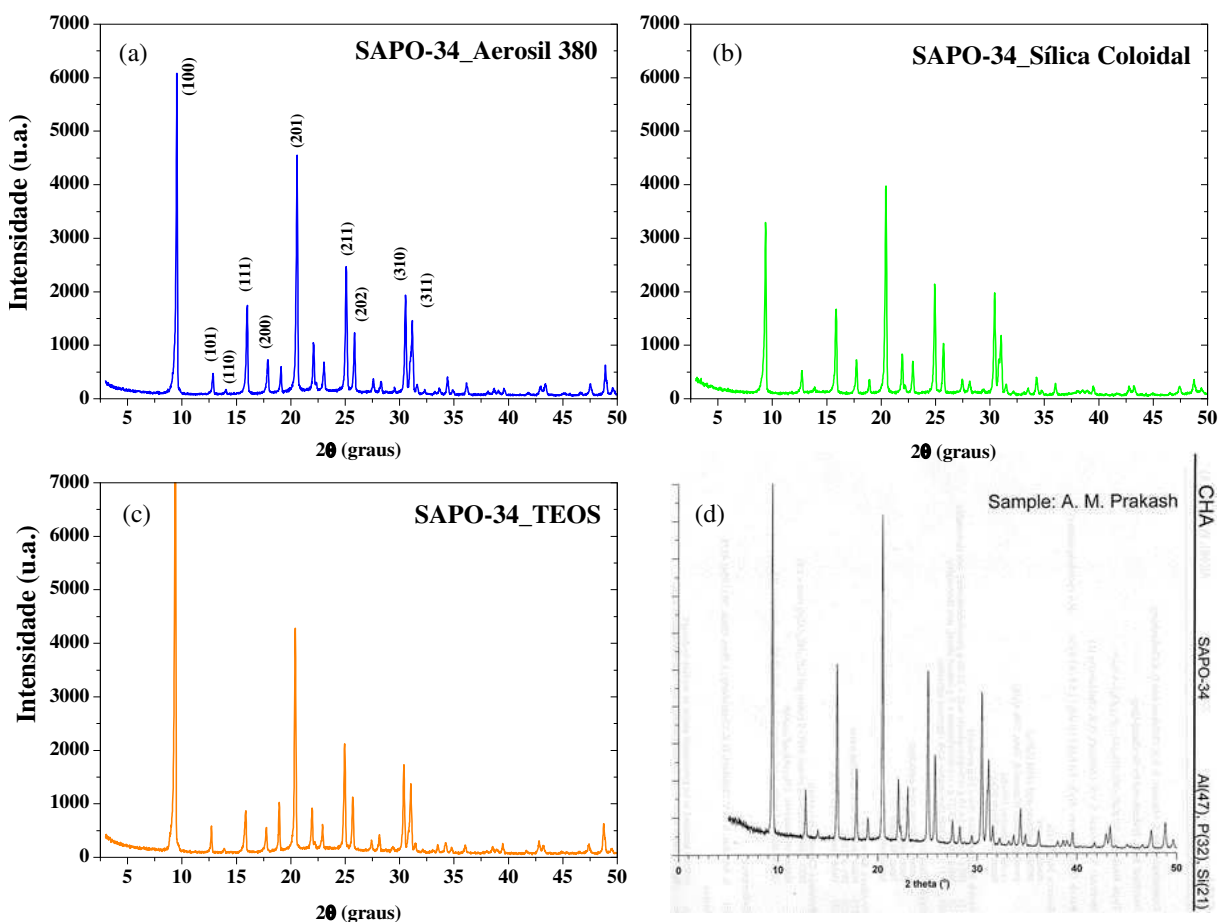 (a)
SAPO-34_Aerosil 380
7000
6000
5000
4000
3000
2000
1000
0
Intensidade (u.a.)
(100)
(101)
(110)
(111)
(200)
(201)
(211)
(202)
(310)
(311)
5 10 15 20 25 30 35 40 45 50
2θ (graus)
(b)
SAPO-34_Sílica Coloidal
7000
6000
5000
4000
3000
2000
1000
0
5 10 15 20 25 30 35 40 45 50
2θ (graus)
(c)
SAPO-34_TEOS
7000
6000
5000
4000
3000
2000
1000
0
Intensidade (u.a.)
5 10 15 20 25 30 35 40 45 50
2θ (graus)
(d)
Sample: A. M. Prakash
0 10 20 30 40 50
2 theta (°)
CHA SAPO-34 Al(47), P(32), Si(21)